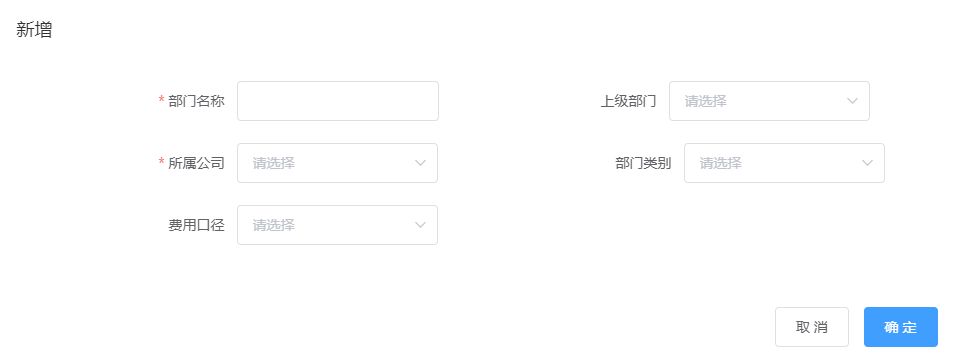 新增
* 部门名称
上级部门 请选择
* 所属公司 请选择
部门类别 请选择
费用口径 请选择
取 消
确 定